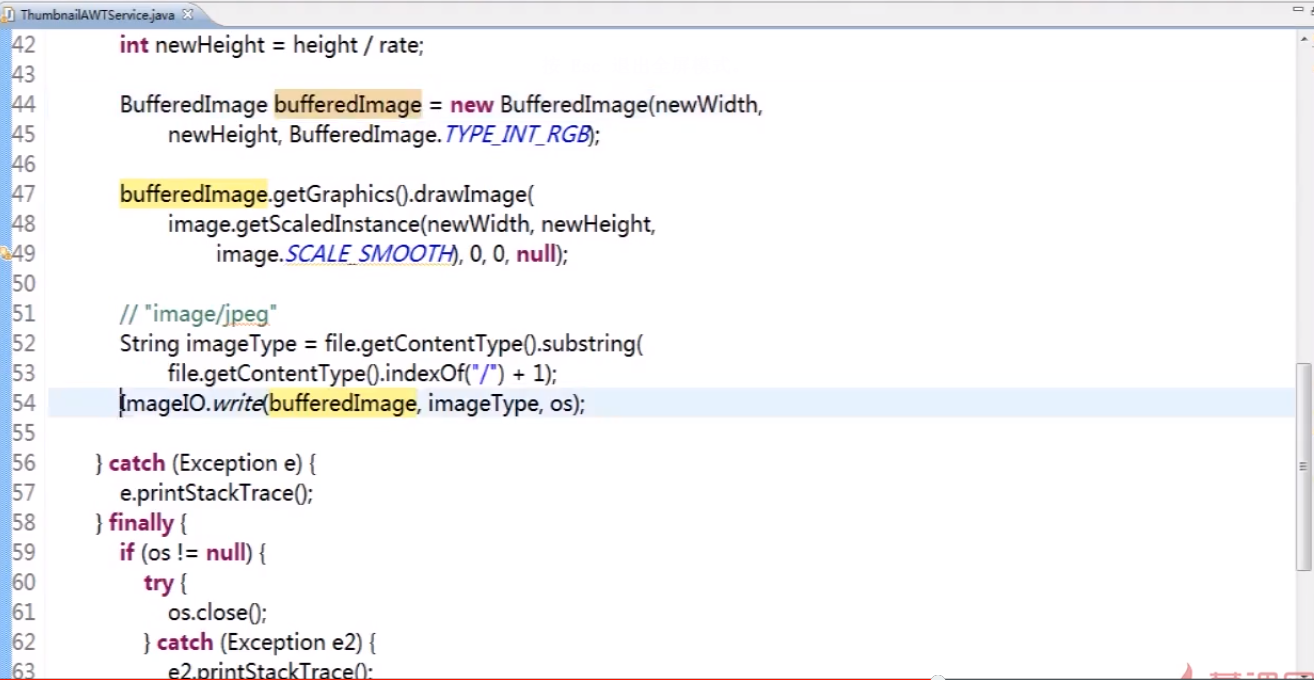 ThumbnailAWTService.java
42 int newHeight = height / rate;
43
44 BufferedImage bufferedImage = new BufferedImage(newWidth,
45 newHeight, BufferedImage.TYPE_INT_RGB);
46
47 bufferedImage.getGraphics().drawImage(
48 image.getScaledInstance(newWidth, newHeight,
49 image.SCALE_SMOOTH), 0, 0, null);
50
51 // "image/jpeg"
52 String imageType = file.getContentType().substring(
53 file.getContentType().indexOf("/") + 1);
54 ImageIO.write(bufferedImage, imageType, os);
55
56 } catch (Exception e) {
57 e.printStackTrace();
58 } finally {
59 if (os != null) {
60 try {
61 os.close();
62 } catch (Exception e2) {
63 e2.printStackTrace();